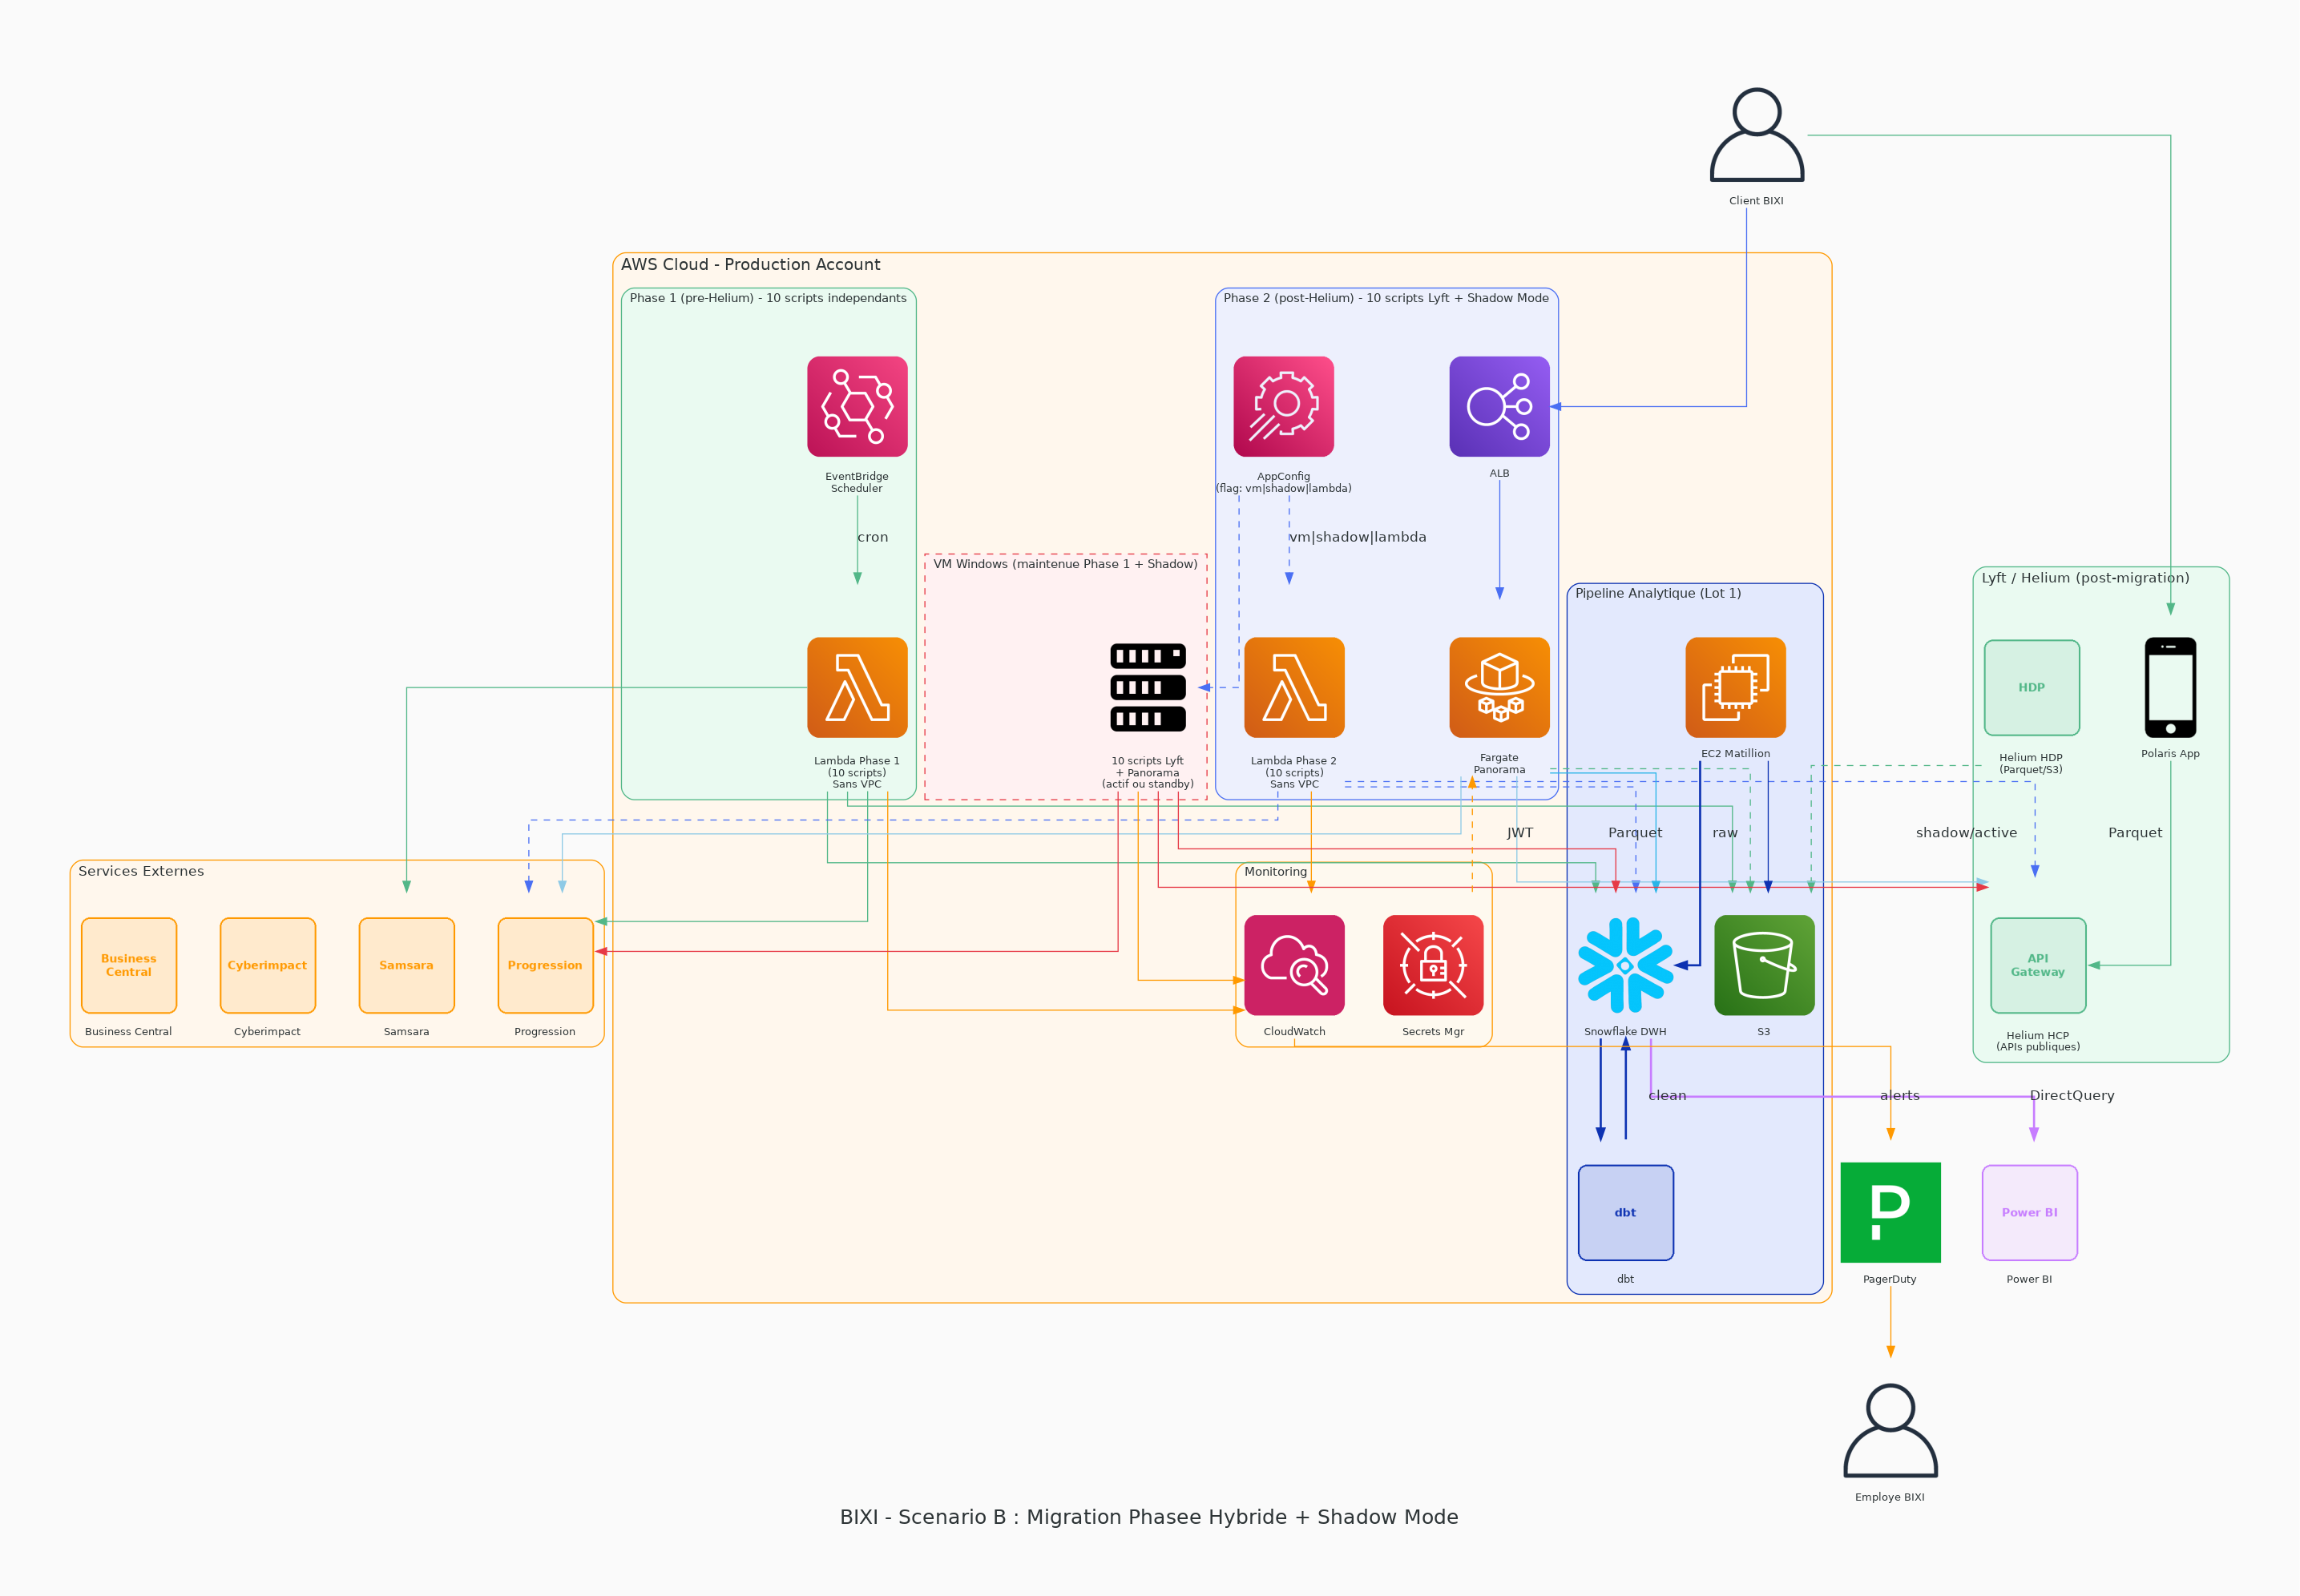 Client BIXI
AWS Cloud - Production Account
Phase 1 (pre-Helium) - 10 scripts independants
Phase 2 (post-Helium) - 10 scripts Lyft + Shadow Mode
EventBridge
Scheduler
AppConfig
(flag: vm|shadow|lambda)
ALB
cron
vm|shadow|lambda
VM Windows (maintenue Phase 1 + Shadow)
Pipeline Analytique (Lot 1)
Lyft / Helium (post-migration)
HDP
Lambda Phase 1
(10 scripts)
Sans VPC
10 scripts Lyft
+ Panorama
(actif ou standby)
Lambda Phase 2
(10 scripts)
Sans VPC
Fargate
Panorama
EC2 Matillion
Helium HDP
(Parquet/S3)
Polaris App
JWT
Parquet
raw
shadow/active
Parquet
Services Externes
Monitoring
Business
Central
Cyberimpact
Samsara
Progression
API
Gateway
Business Central
Cyberimpact
Samsara
Progression
CloudWatch
Secrets Mgr
Snowflake DWH
S3
Helium HCP
(APIs publiques)
clean
alerts
DirectQuery
dbt
P
Power BI
dbt
PagerDuty
Power BI
Employe BIXI
BIXI - Scenario B : Migration Phasee Hybride + Shadow Mode